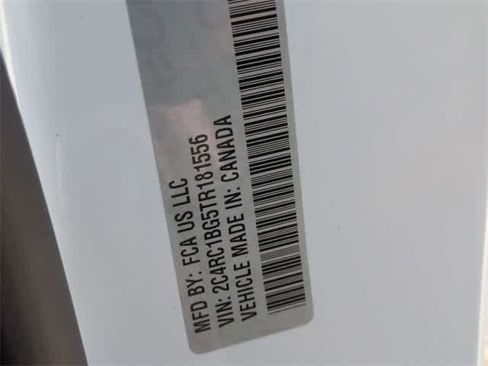 MFD BY: FCA US LLC
VIN: 2C4RC1BG5TR181556
VEHICLE MADE IN: CANADA